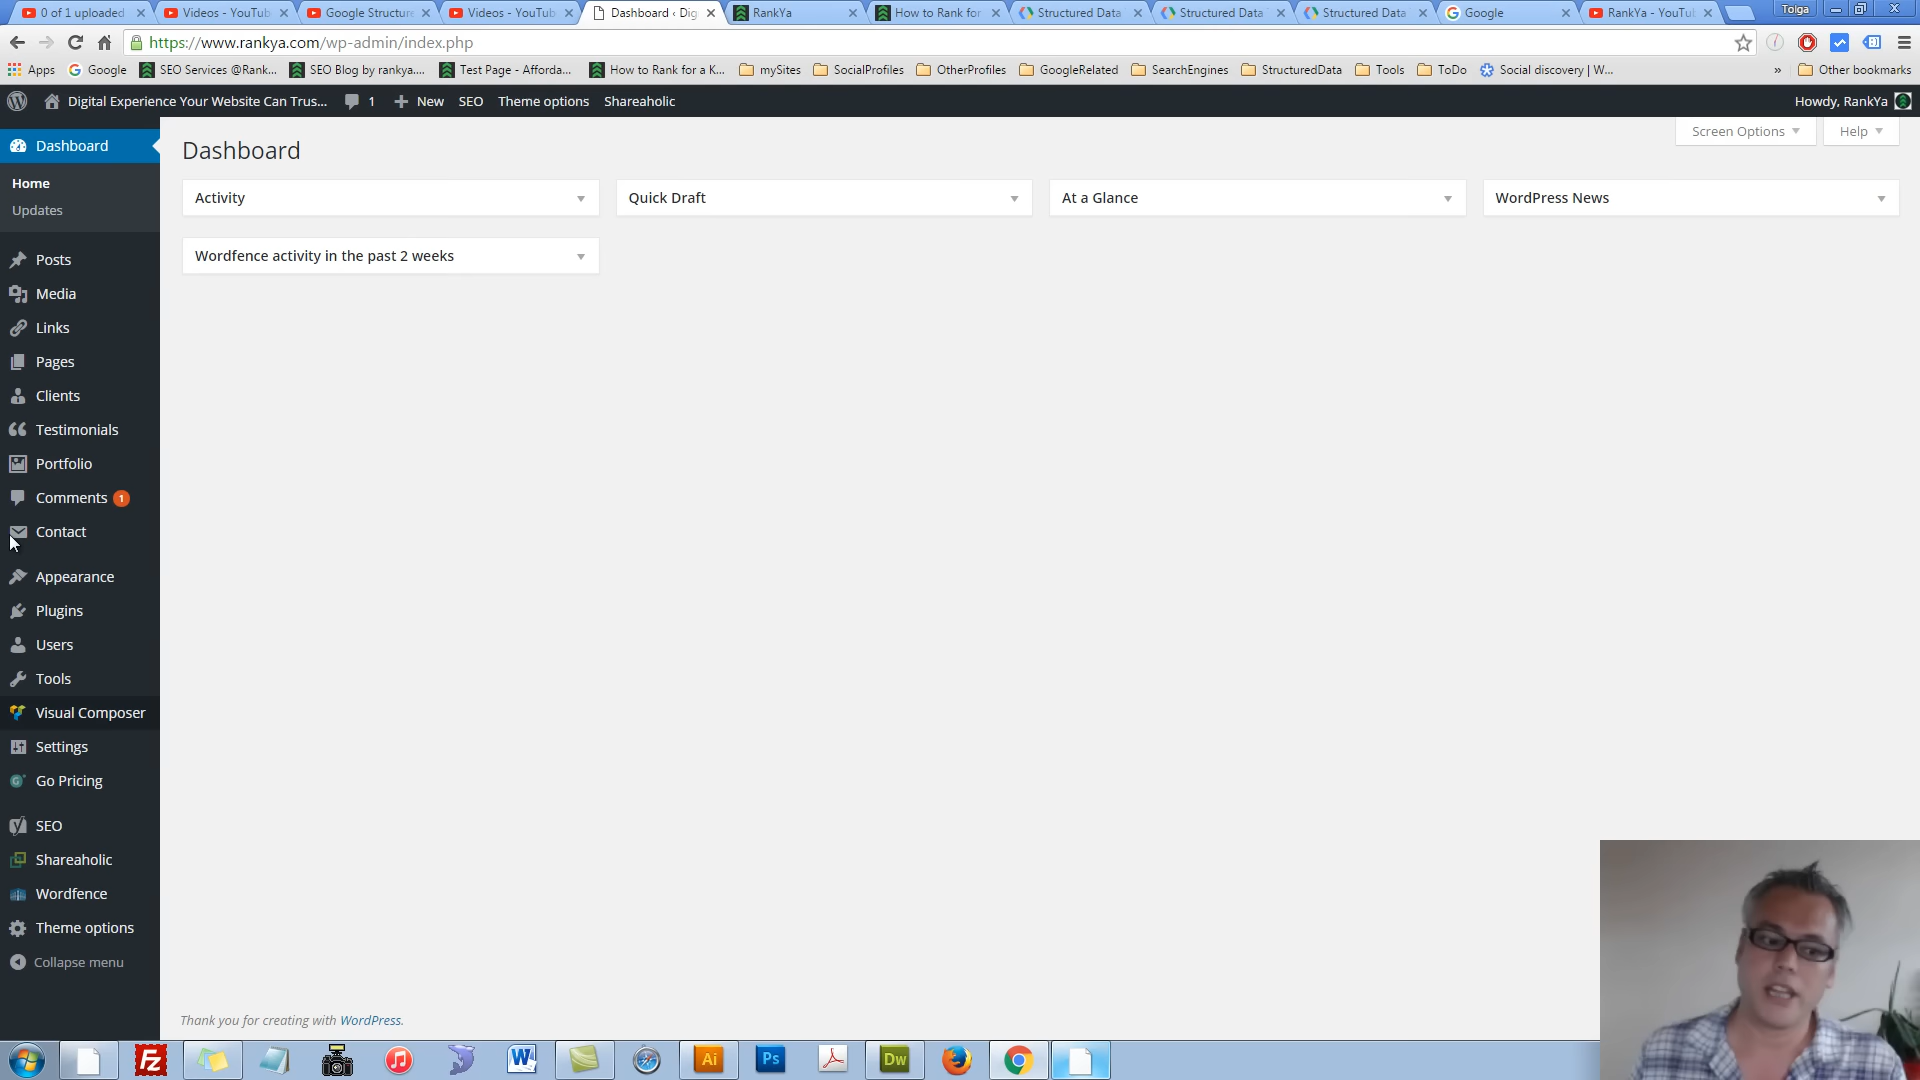 0 of 1 uploaded
Videos - YouTub
Google Structure
Videos - YouTub
Dashboard ‹ Dig
RankYa
How to Rank for
Structured Data
Structured Data T
Structured Data
Google
RankYa - YouTu
Tolga
https://www.rankya.com/wp-admin/index.php
Apps
Google
SEO Services @Rank...
SEO Blog by rankya....
Test Page - Afforda...
How to Rank for a K...
mySites
SocialProfiles
OtherProfiles
GoogleRelated
SearchEngines
StructuredData
Tools
ToDo
Social discovery | W...
»
Other bookmarks
Digital Experience Your Website Can Trus...
1
New
SEO
Theme options
Shareaholic
Howdy, RankYa
Dashboard
Home
Updates
Posts
Media
Links
Pages
Clients
Testimonials
Portfolio
Comments 1
Contact
Appearance
Plugins
Users
Tools
Visual Composer
Settings
Go Pricing
SEO
Shareaholic
Wordfence
Theme options
Collapse menu
Screen Options
Help
Dashboard
Activity
Quick Draft
At a Glance
WordPress News
Wordfence activity in the past 2 weeks
Thank you for creating with WordPress.
Fz
W
Ai
Ps
Dw